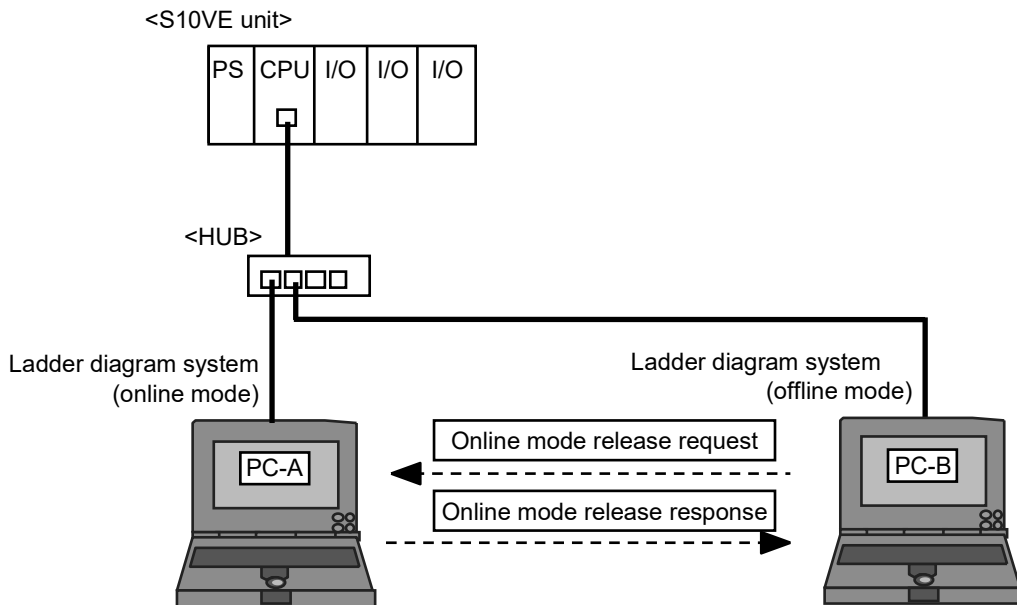 <S10VE unit>
PS CPU I/O I/O I/O
<HUB>
Ladder diagram system
(online mode)
Ladder diagram system
(offline mode)
Online mode release request
PC-A
PC-B
Online mode release response